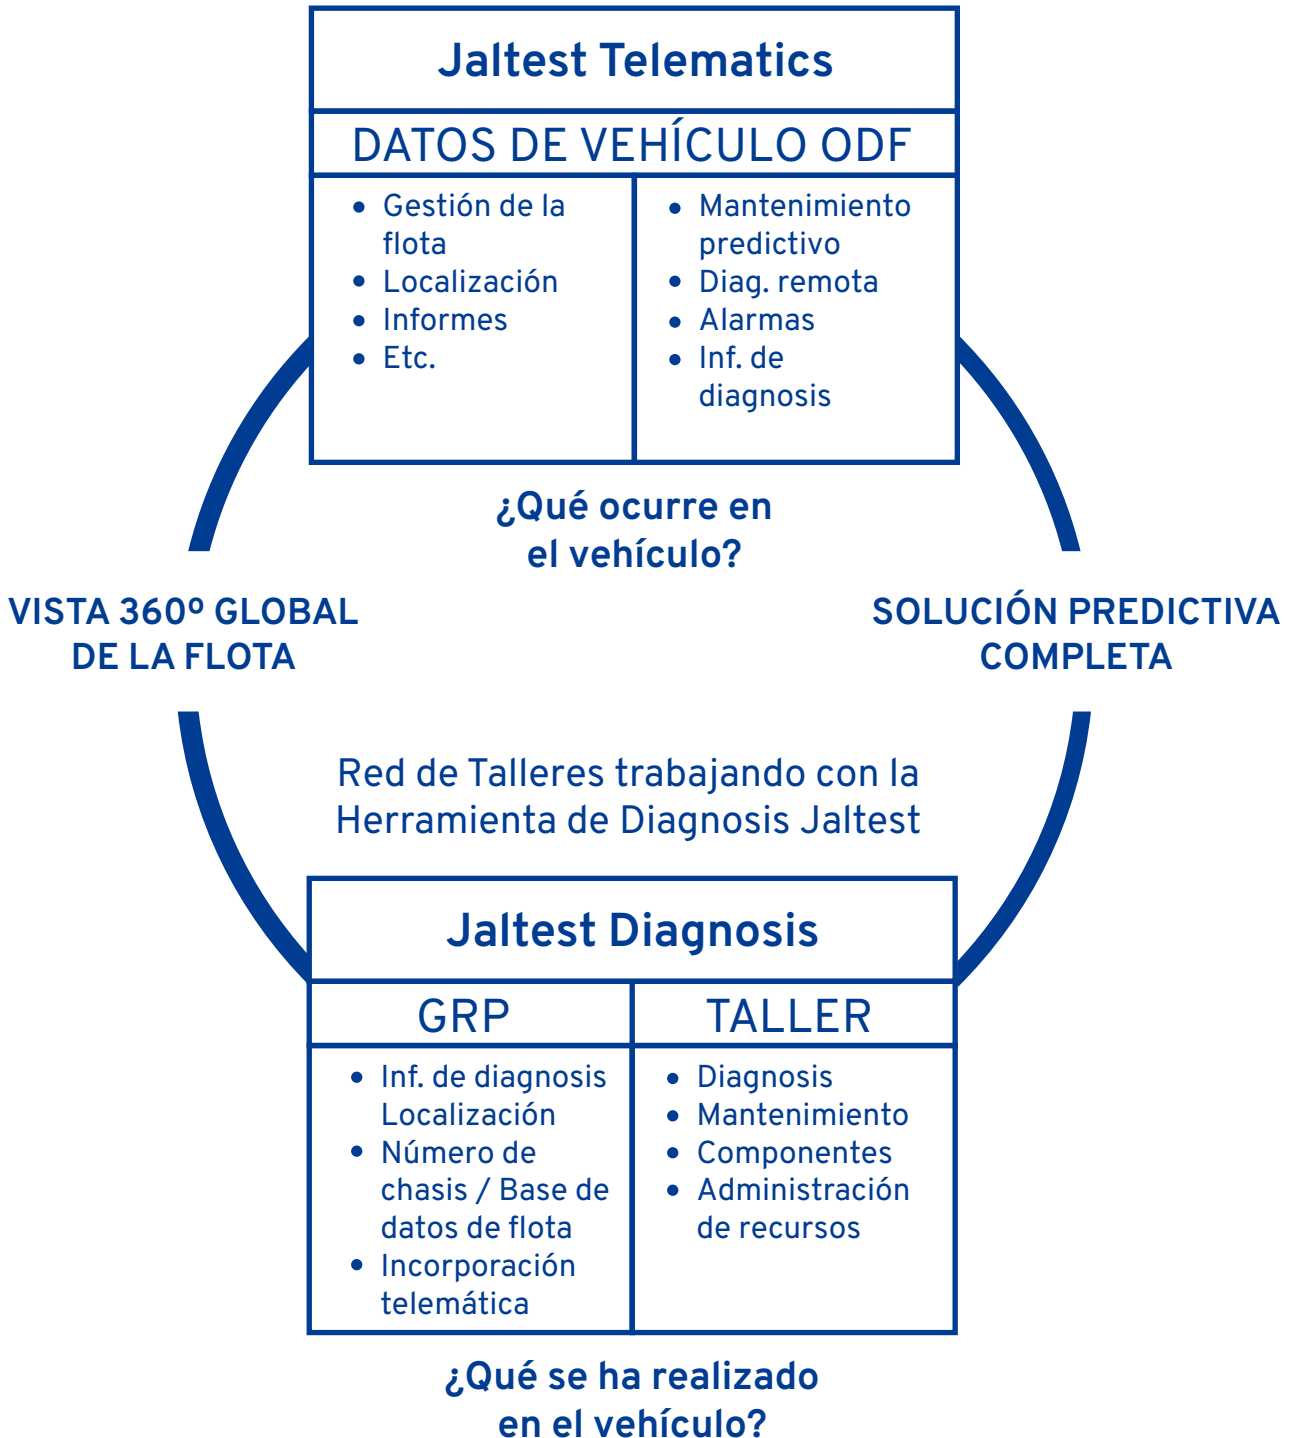 Jaltest Telematics
DATOS DE VEHÍCULO ODF
• Gestión de la
flota
• Localización
• Informes
• Etc.
• Mantenimiento
predictivo
• Diag. remota
• Alarmas
• Inf. de
diagnosis
¿Qué ocurre en
el vehículo?
VISTA 360º GLOBAL
DE LA FLOTA
SOLUCIÓN PREDICTIVA
COMPLETA
Red de Talleres trabajando con la
Herramienta de Diagnosis Jaltest
Jaltest Diagnosis
GRP
• Inf. de diagnosis
Localización
• Número de
chasis / Base de
datos de flota
• Incorporación
telemática
TALLER
• Diagnosis
• Mantenimiento
• Componentes
• Administración
de recursos
¿Qué se ha realizado
en el vehículo?